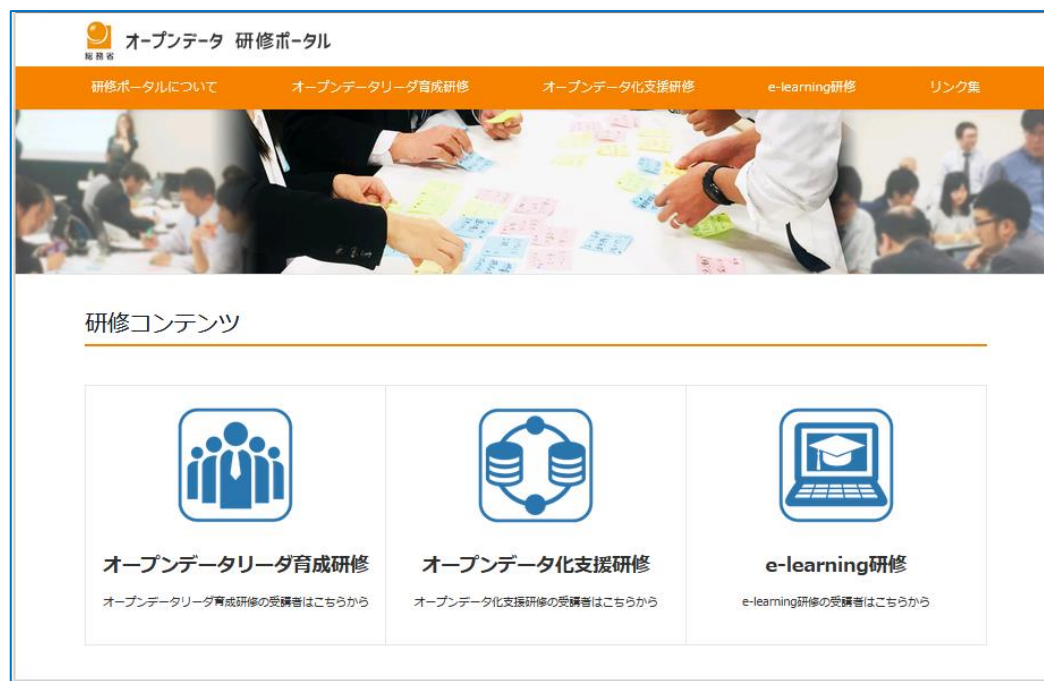 総務省
オープンデータ 研修ポータル
研修ポータルについて
オープンデータリーダ育成研修
オープンデータ化支援研修
e-learning研修
リンク集
研修コンテンツ
オープンデータリーダ育成研修
オープンデータリーダ育成研修の受講者はこちらから
オープンデータ化支援研修
オープンデータ化支援研修の受講者はこちらから
e-learning研修
e-learning研修の受講者はこちらから